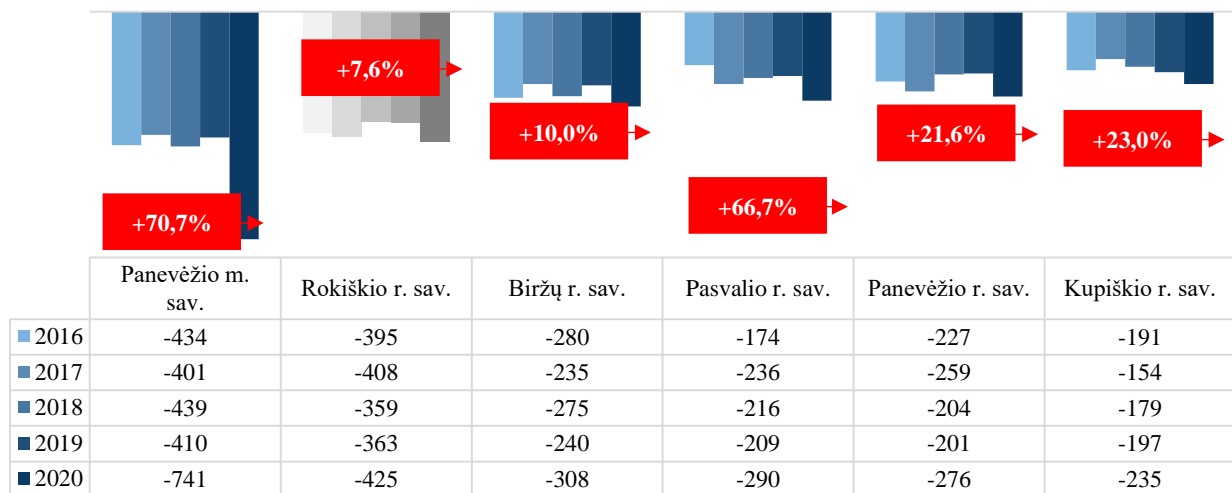 +7,6%
+10,0%
+21,6%
+23,0%
+70,7%
+66,7%
Panevėžio m.
sav.
Rokiškio r. sav.
Biržų r. sav.
Pasvalio r. sav.
Panevėžio r. sav.
Kupiškio r. sav.
2016 -434 -395 -280 -174 -227 -191
2017 -401 -408 -235 -236 -259 -154
2018 -439 -359 -275 -216 -204 -179
2019 -410 -363 -240 -209 -201 -197
2020 -741 -425 -308 -290 -276 -235